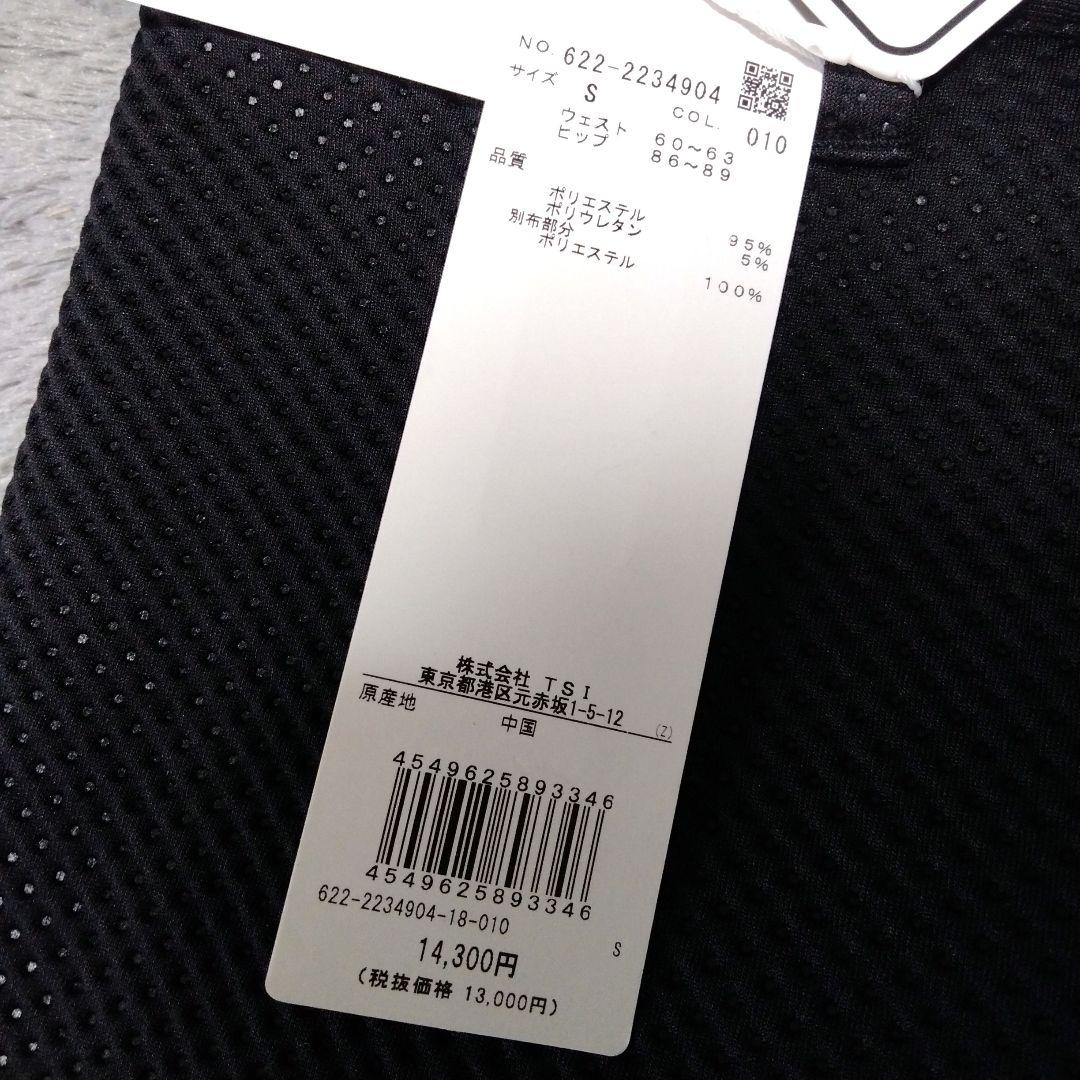 NO. 622-2234904
サイズ S COL. 010
ウェスト 60～63
ヒップ 86～89
品質
ポリエステル 95%
ポリウレタン 5%
別布部分
ポリエステル 100%
株式会社 TSI
東京都港区元赤坂1-5-12 (Z)
原産地 中国
4549625893346
4549625893346
622-2234904-18-010
S
14,300円
(税抜価格 13,000円)